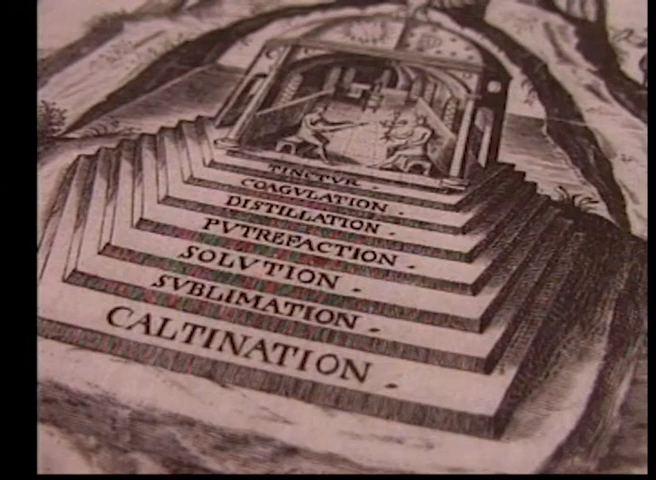 TINCTVR.
COAGVLATION.
DISTILLATION.
PVTREFACTION.
SOLVTION.
SVBLIMATION.
CALTINATION.